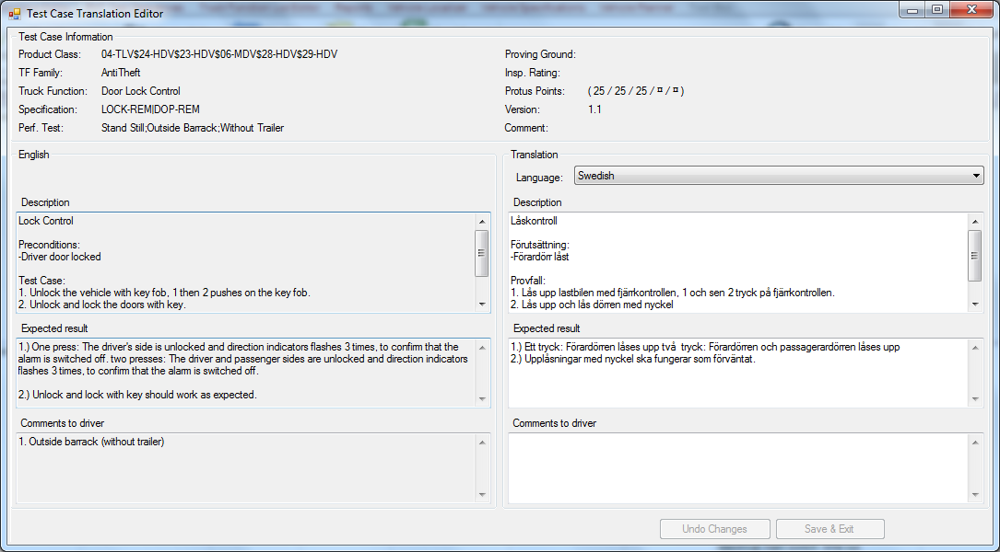 Test Case Translation Editor
Test Case Information
Product Class: 04-TLV$24-HDV$23-HDV$06-MDV$28-HDV$29-HDV
Proving Ground:
TF Family: AntiTheft
Insp. Rating:
Truck Function: Door Lock Control
Protus Points: ( 25 / 25 / 25 / ¤ / ¤ )
Specification: LOCK-REM|DOP-REM
Version: 1.1
Perf. Test: Stand Still;Outside Barrack;Without Trailer
Comment:
English
Description
Lock Control
Preconditions:
-Driver door locked
Test Case:
1. Unlock the vehicle with key fob, 1 then 2 pushes on the key fob.
2. Unlock and lock the doors with key.
Expected result
1.) One press: The driver's side is unlocked and direction indicators flashes 3 times, to confirm that the
alarm is switched off. two presses: The driver and passenger sides are unlocked and direction indicators
flashes 3 times, to confirm that the alarm is switched off.
2.) Unlock and lock with key should work as expected.
Comments to driver
1. Outside barrack (without trailer)
Translation
Language: Swedish
Description
Låskontroll
Förutsättning:
-Förardörr låst
Provfall:
1. Lås upp lastbilen med fjärrkontrollen, 1 och sen 2 tryck på fjärrkontrollen.
2. Lås upp och lås dörren med nyckel
Expected result
1.) Ett tryck: Förardörren låses upp två  tryck: Förardörren och passagerardörren låses upp
2.) Upplåsningar med nyckel ska fungerar som förväntat.
Comments to driver
Undo Changes
Save & Exit